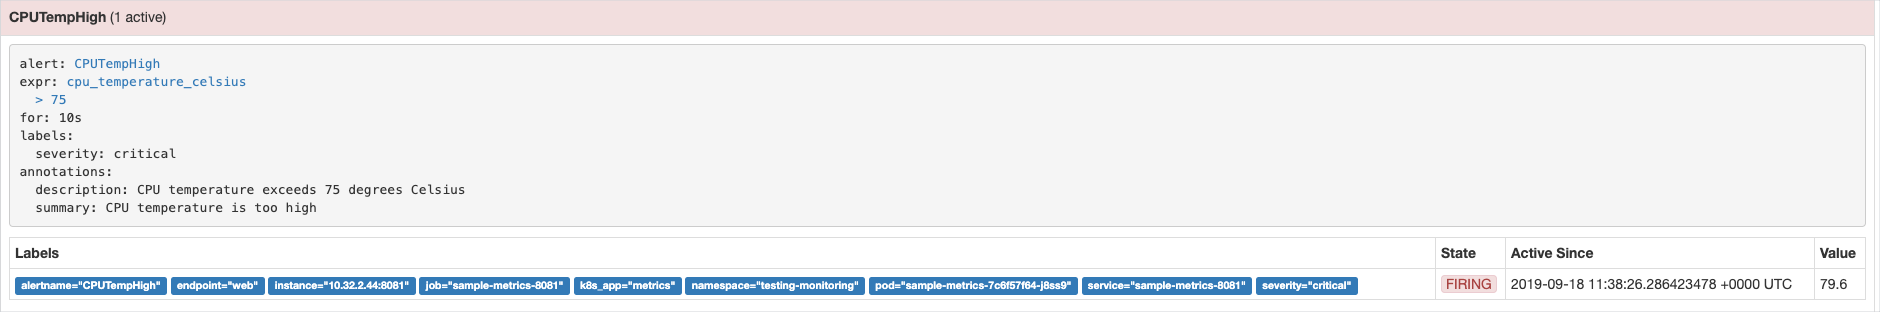 CPUTempHigh (1 active)
alert: CPUTempHigh
expr: cpu_temperature_celsius
  > 75
for: 10s
labels:
  severity: critical
annotations:
  description: CPU temperature exceeds 75 degrees Celsius
  summary: CPU temperature is too high
Labels State Active Since Value
alertname="CPUTempHigh" endpoint="web" instance="10.32.2.44:8081" job="sample-metrics-8081" k8s_app="metrics" namespace="testing-monitoring" pod="sample-metrics-7c6f57f64-j8ss9" service="sample-metrics-8081" severity="critical" FIRING 2019-09-18 11:38:26.286423478 +0000 UTC 79.6